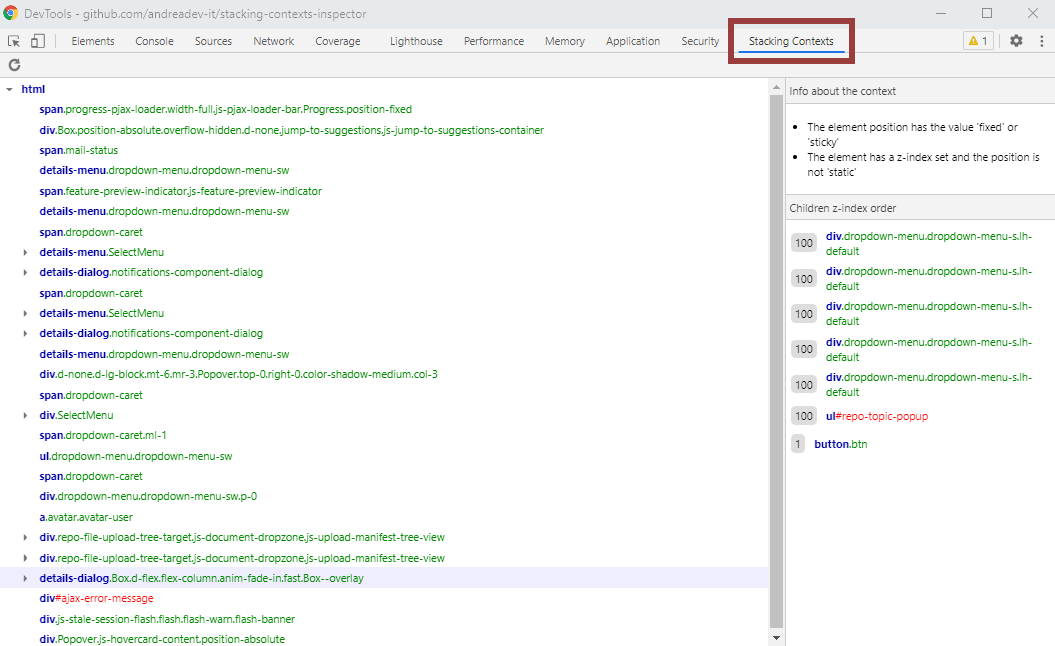 DevTools - github.com/andreadev-it/stacking-contexts-inspector
Elements Console Sources Network Coverage Lighthouse Performance Memory Application Security Stacking Contexts 1
html
span.progress-pjax-loader.width-full.js-pjax-loader-bar.Progress.position-fixed
div.Box.position-absolute.overflow-hidden.d-none.jump-to-suggestions.js-jump-to-suggestions-container
span.mail-status
details-menu.dropdown-menu.dropdown-menu-sw
span.feature-preview-indicator.js-feature-preview-indicator
details-menu.dropdown-menu.dropdown-menu-sw
span.dropdown-caret
details-menu.SelectMenu
details-dialog.notifications-component-dialog
span.dropdown-caret
details-menu.SelectMenu
details-dialog.notifications-component-dialog
details-menu.dropdown-menu.dropdown-menu-sw
div.d-none.d-lg-block.mt-6.mr-3.Popover.top-0.right-0.color-shadow-medium.col-3
span.dropdown-caret
div.SelectMenu
span.dropdown-caret.ml-1
ul.dropdown-menu.dropdown-menu-sw
span.dropdown-caret
div.dropdown-menu.dropdown-menu-sw.p-0
a.avatar.avatar-user
div.repo-file-upload-tree-target.js-document-dropzone.js-upload-manifest-tree-view
div.repo-file-upload-tree-target.js-document-dropzone.js-upload-manifest-tree-view
details-dialog.Box.d-flex.flex-column.anim-fade-in.fast.Box--overlay
div#ajax-error-message
div.js-stale-session-flash.flash.flash-warn.flash-banner
div.Popover.js-hovercard-content.position-absolute
Info about the context
• The element position has the value 'fixed' or
'sticky'
• The element has a z-index set and the position is
not 'static'
Children z-index order
100 div.dropdown-menu.dropdown-menu-s.lh-
default
100 div.dropdown-menu.dropdown-menu-s.lh-
default
100 div.dropdown-menu.dropdown-menu-s.lh-
default
100 div.dropdown-menu.dropdown-menu-s.lh-
default
100 div.dropdown-menu.dropdown-menu-s.lh-
default
100 ul#repo-topic-popup
1 button.btn